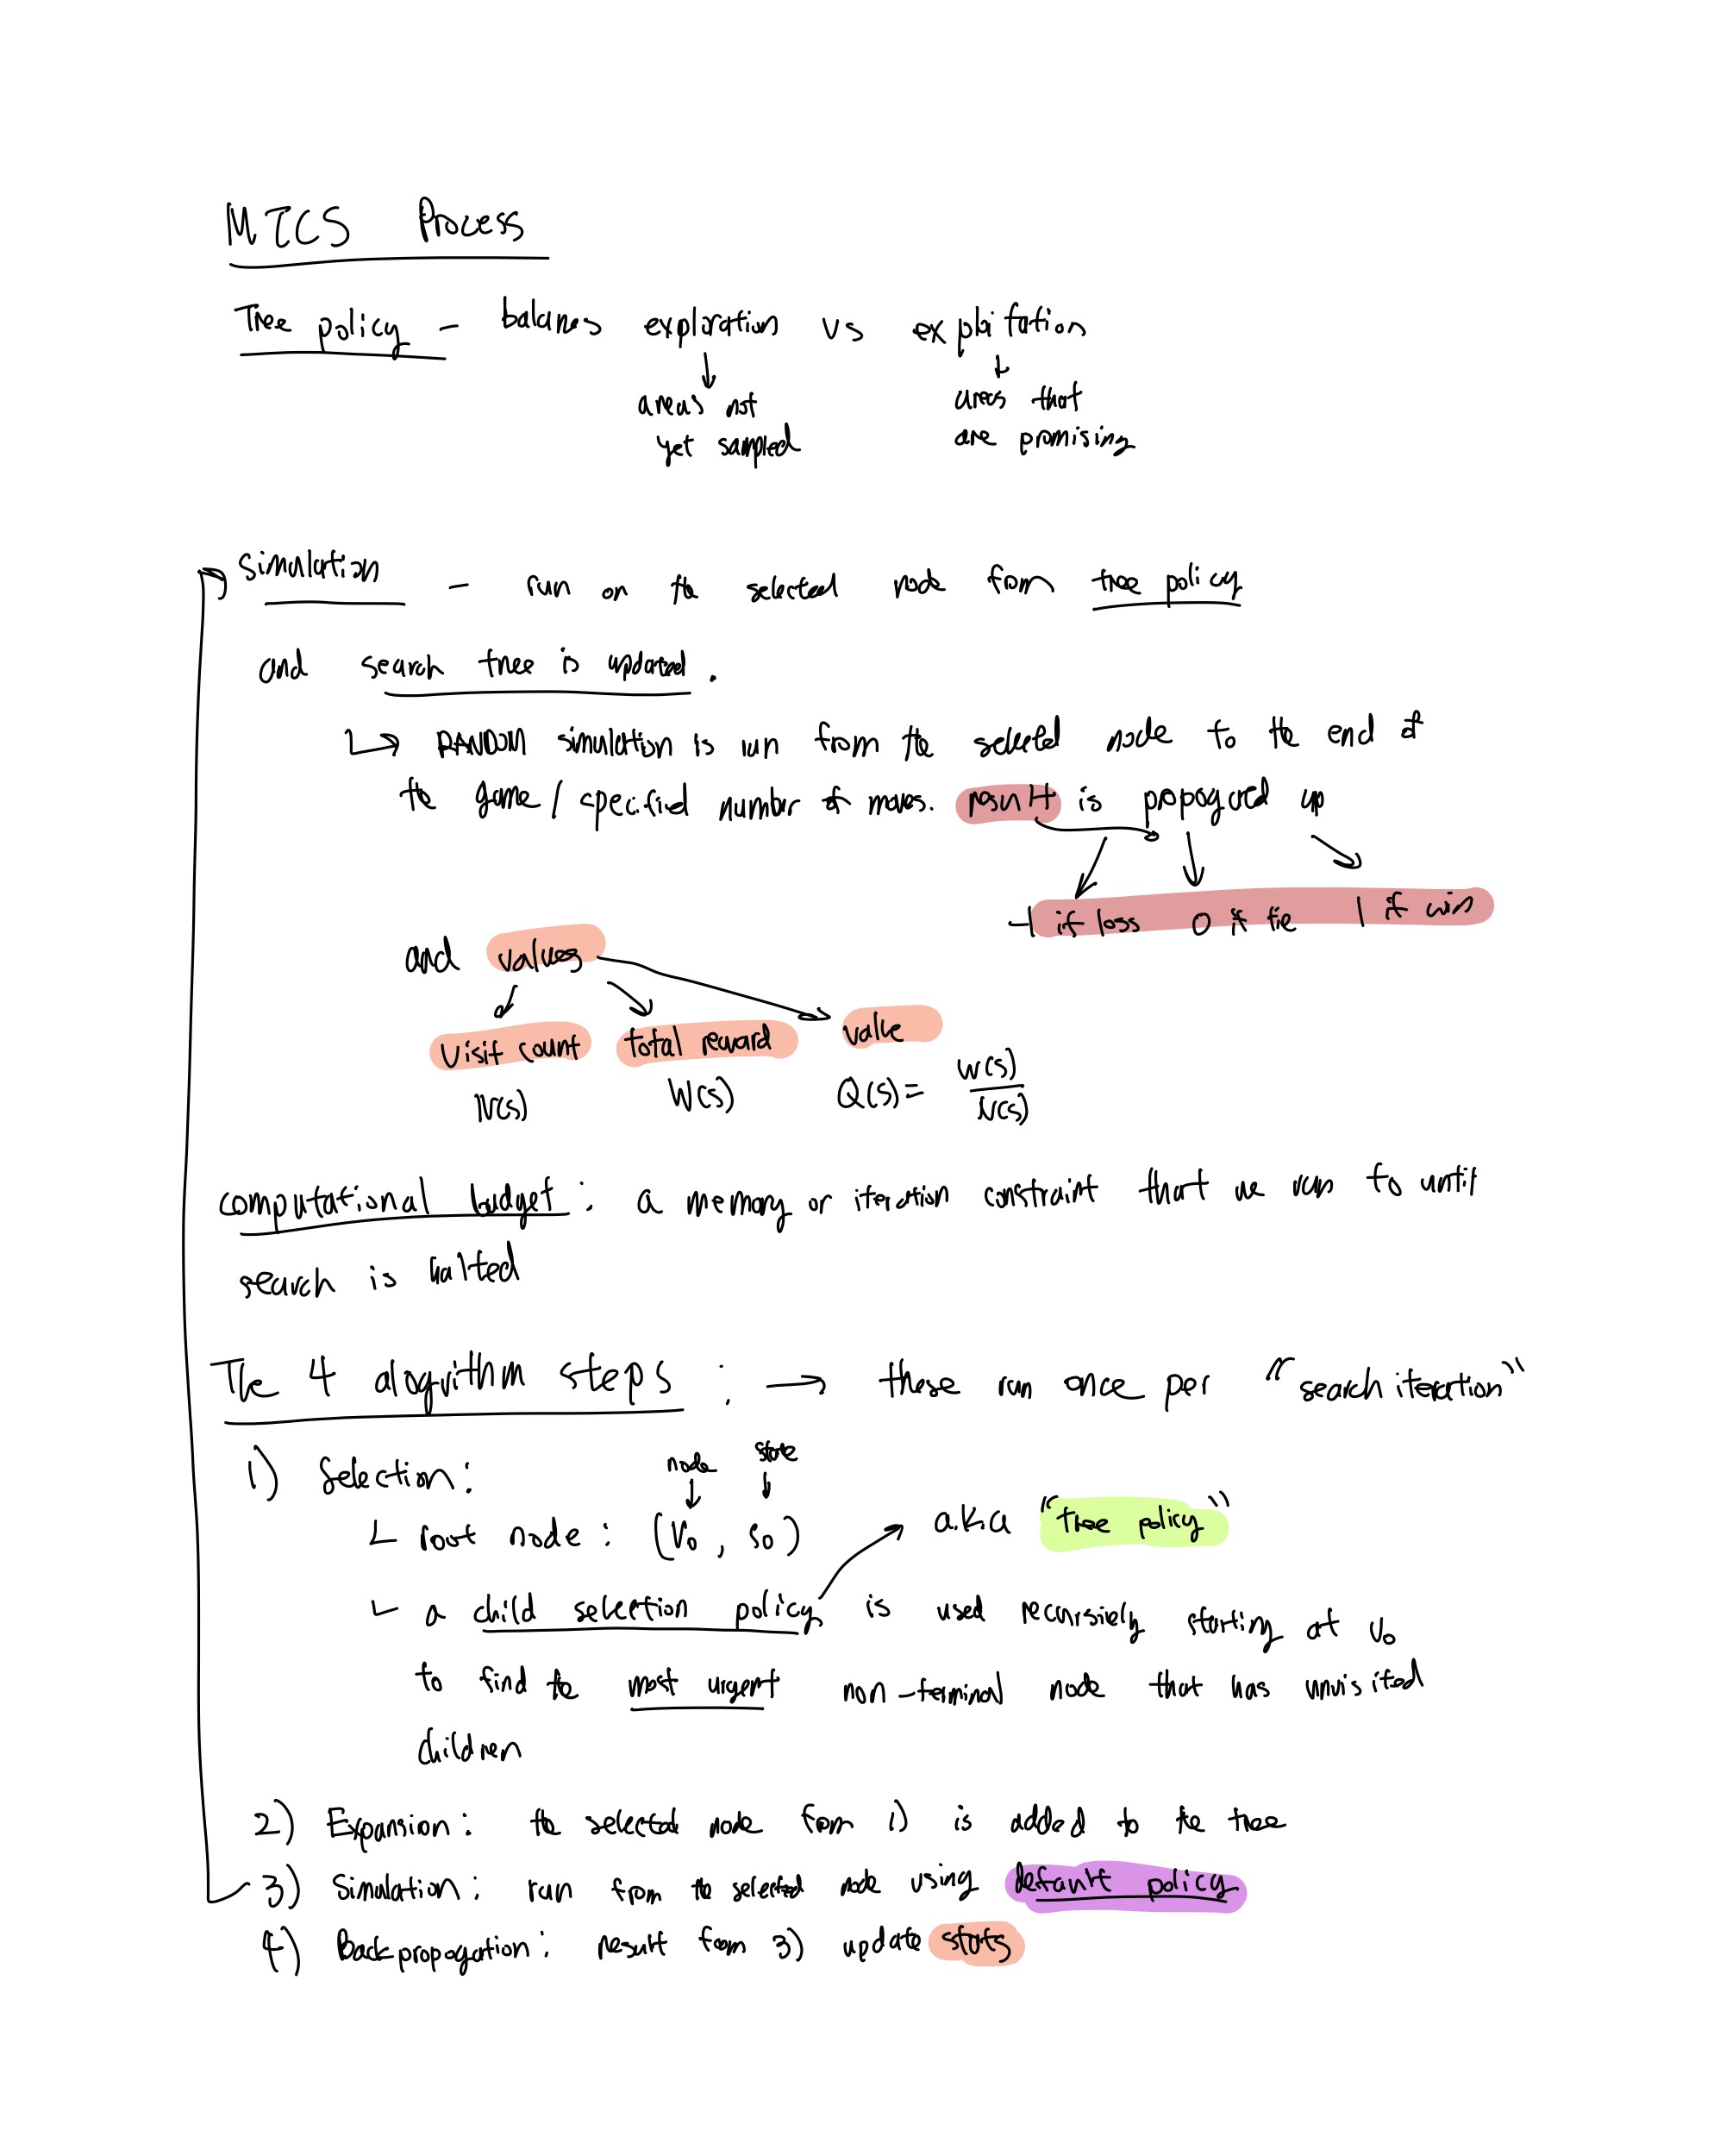 MTCS Process
Tree policy - balances exploration vs exploitation
areas not yet sampled
areas that are promising
simulation - run on the selected node from tree policy
and search tree is updated.
RANDOM simulation is run from the selected node to the end of
the game / specified number of moves. result is propogated up
-1 if loss 0 if tie 1 if win
and values
visit count total reward value
N(s) W(s) Q(s) = W(s) / N(s)
computational budget : a memory or iteration constraint that we run to until
search is halted
The 4 alogrithm steps : → these run once per "search iteration"
1) Selection :
node state
root node : (V₀, s₀)
a.k.a "tree policy"
a child selection policy is used recursively starting at v₀
to find the most urgent non-terminal node that has unvisited
children
2) Expansion : the selected node from 1) is added to the tree
3) Simulation : run from the selected node using default policy
4) Backpropogation : result from 3) update stats